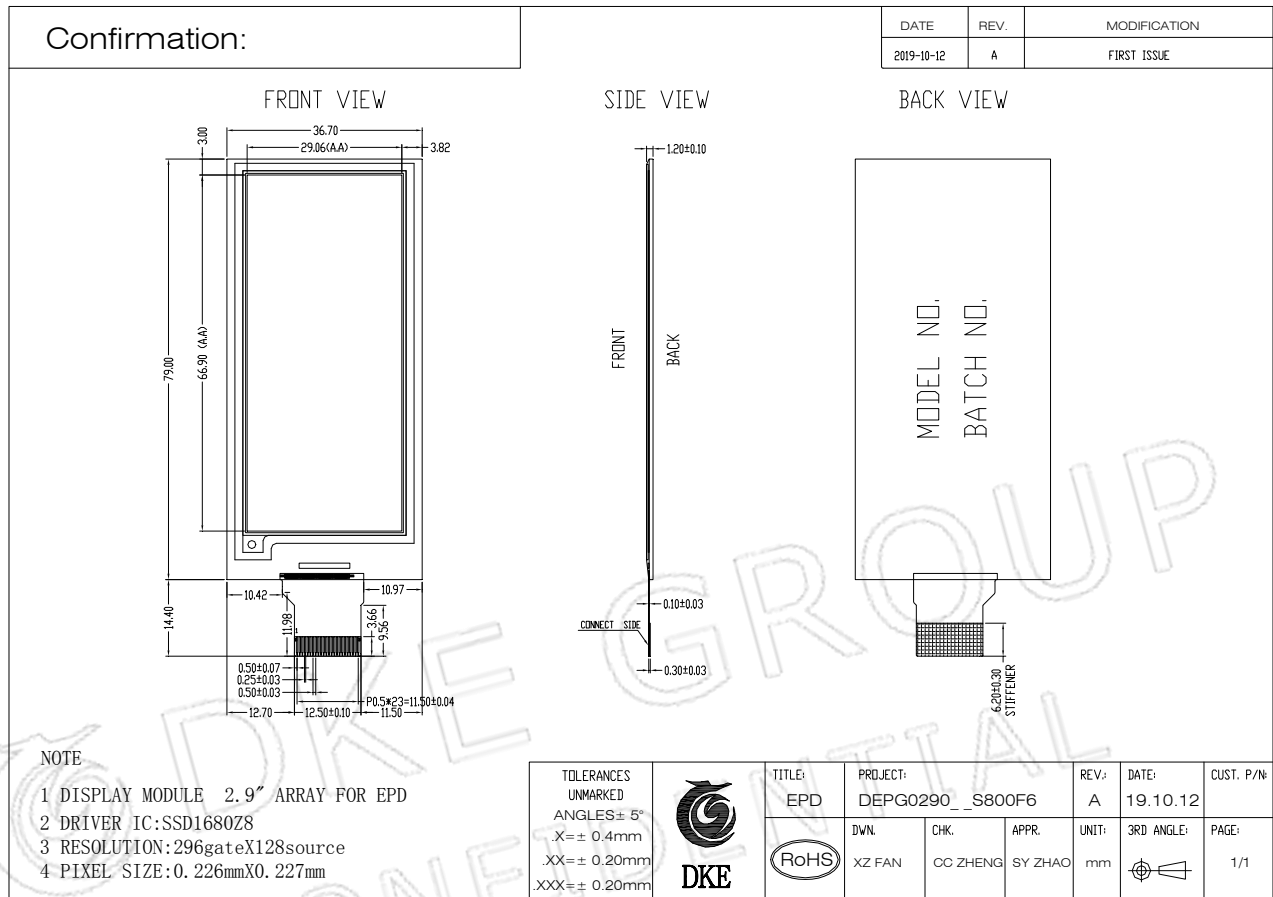 Confirmation:
DATE REV. MODIFICATION
2019-10-12 A FIRST ISSUE
FRONT VIEW
SIDE VIEW
BACK VIEW
36.70
29.06(A.A)
3.82
3.00
79.00
66.90 (A.A)
10.42
10.97
14.40
11.98
3.66
9.56
1
0.50±0.07
0.25±0.03
0.50±0.03
P0.5*23=11.50±0.04
12.70
12.50±0.10
11.50
1.20±0.10
FRONT
BACK
0.10±0.03
CONNECT SIDE
0.30±0.03
MODEL NO.
BATCH NO.
6.20±0.30
STIFFENER
NOTE
1 DISPLAY MODULE 2.9″ ARRAY FOR EPD
2 DRIVER IC:SSD1680Z8
3 RESOLUTION:296gateX128source
4 PIXEL SIZE:0.226mmX0.227mm
TOLERANCES
UNMARKED
ANGLES± 5°
.X=± 0.4mm
.XX=± 0.20mm
.XXX=± 0.20mm
DKE
TITLE:
EPD
RoHS
PROJECT:
DEPG0290_ _S800F6
REV.:
A
DATE:
19.10.12
CUST. P/N:
DWN.
XZ FAN
CHK.
CC ZHENG
APPR.
SY ZHAO
UNIT:
mm
3RD ANGLE:
PAGE:
1/1
DKE GROUP
CONFIDENTIAL